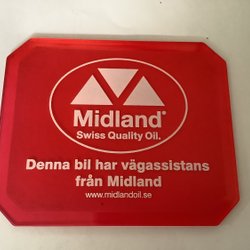 Midland®
Swiss Quality Oil.
Denna bil har vägassistans
från Midland
www.midlandoil.se